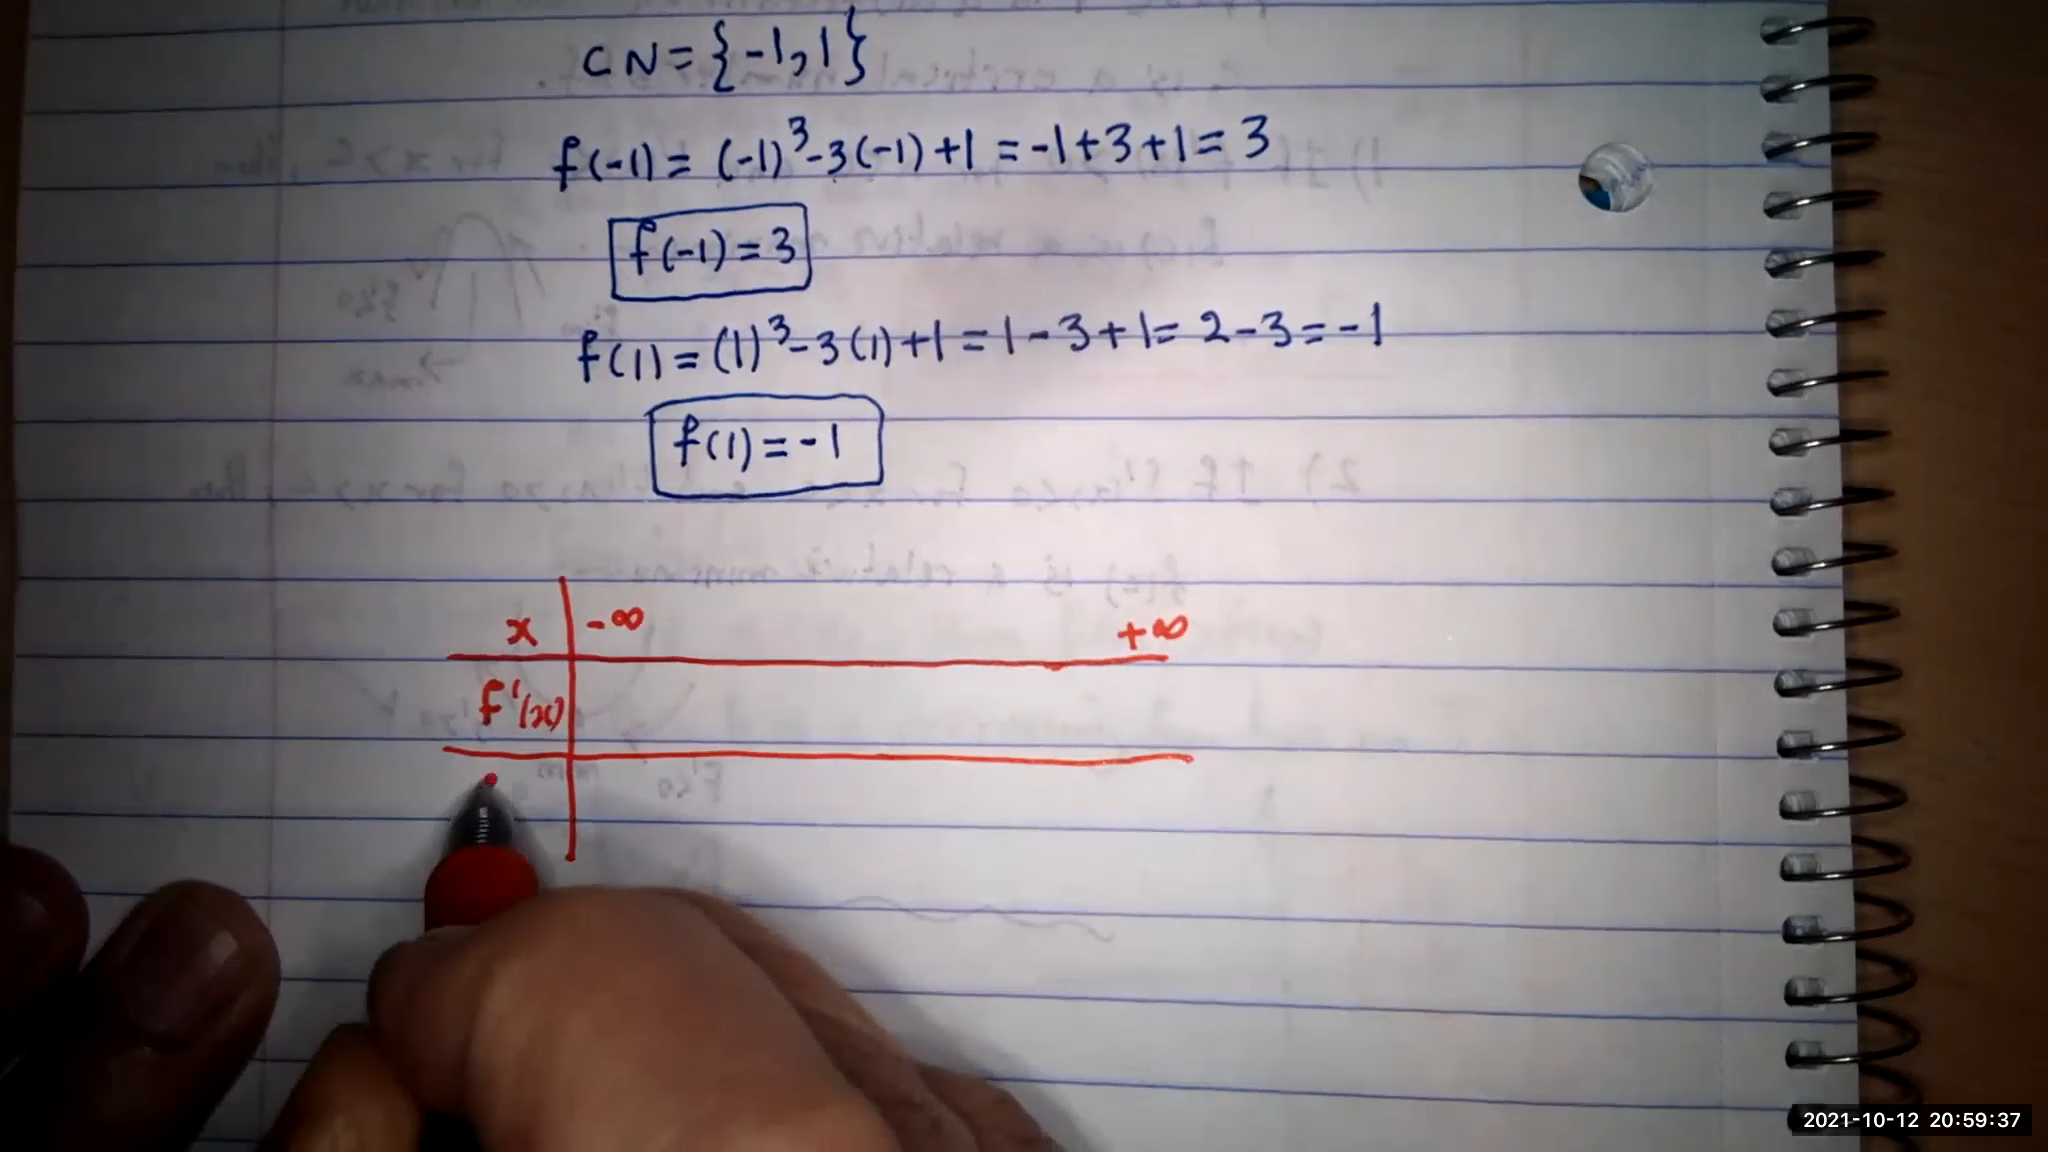 CN = {-1, 1}
f(-1) = (-1)³ - 3(-1) + 1 = -1 + 3 + 1 = 3
f(-1) = 3
f(1) = (1)³ - 3(1) + 1 = 1 - 3 + 1 = 2 - 3 = -1
f(1) = -1
x -∞ +∞
f'(x)
2021-10-12 20:59:37